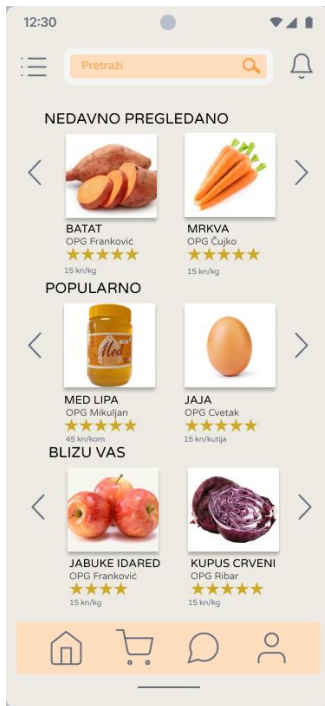 12:30
Pretraži
NEDAVNO PREGLEDANO
BATAT
OPG Franković
15 kn/kg
MRKVA
OPG Čujko
15 kn/kg
POPULARNO
Med
MED LIPA
OPG Mikuljan
45 kn/kom
JAJA
OPG Cvetak
15 kn/kutija
BLIZU VAS
JABUKE IDARED
OPG Franković
15 kn/kg
KUPUS CRVENI
OPG Ribar
15 kn/kg